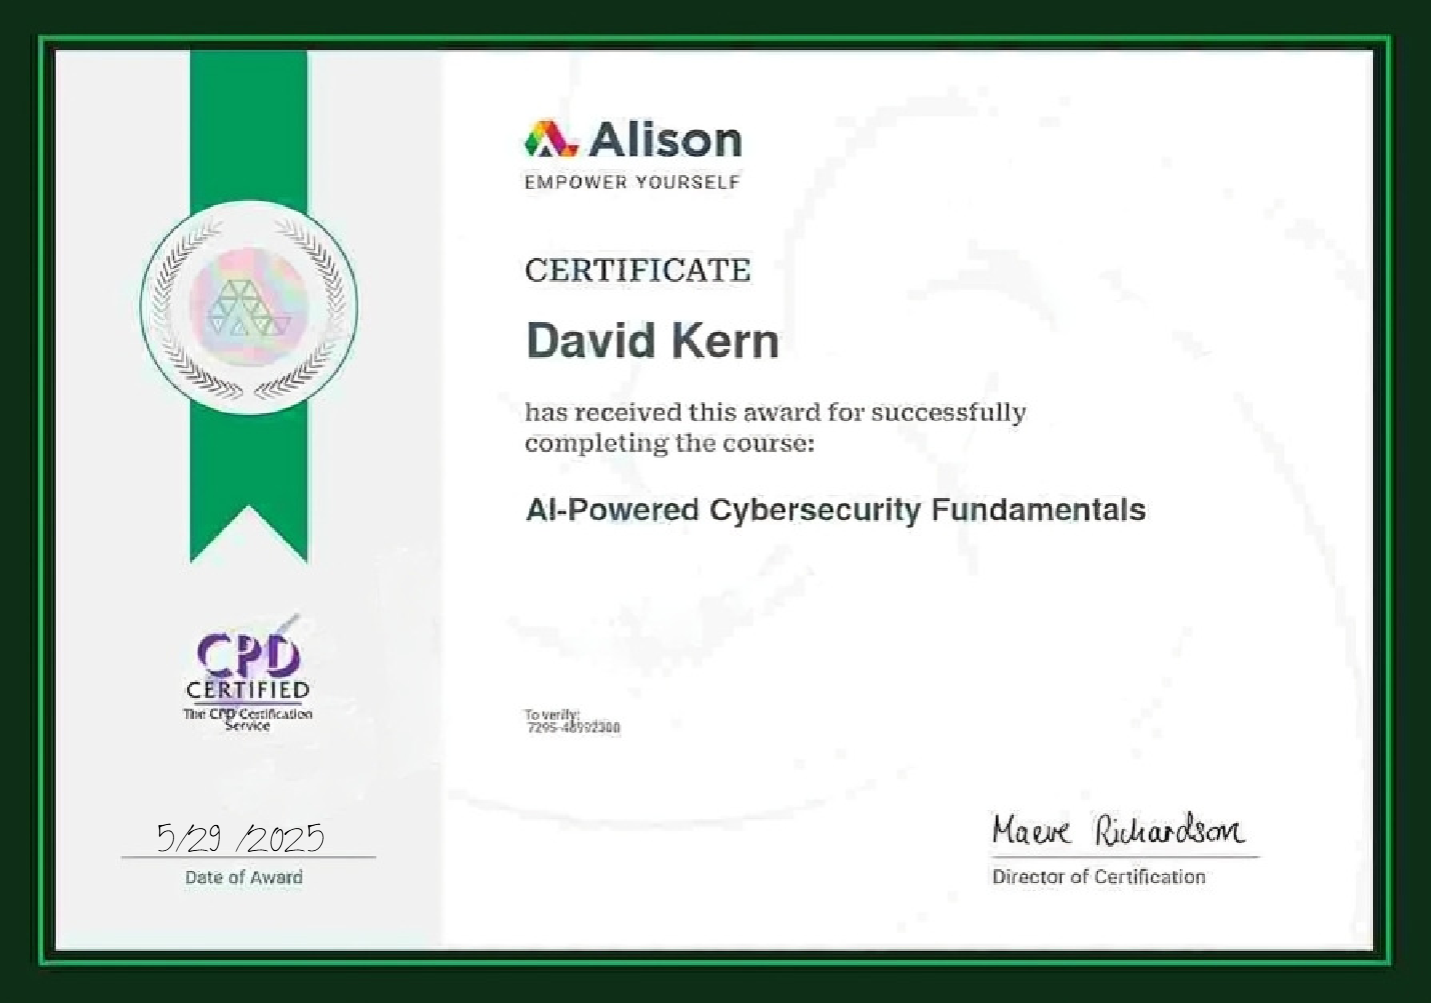 Alison
EMPOWER YOURSELF
CERTIFICATE
David Kern
has received this award for successfully
completing the course:
AI-Powered Cybersecurity Fundamentals
CPD
CERTIFIED
The CPD Certification
Service
To verify:
5/29 /2025
Date of Award
Maeve Richardson
Director of Certification